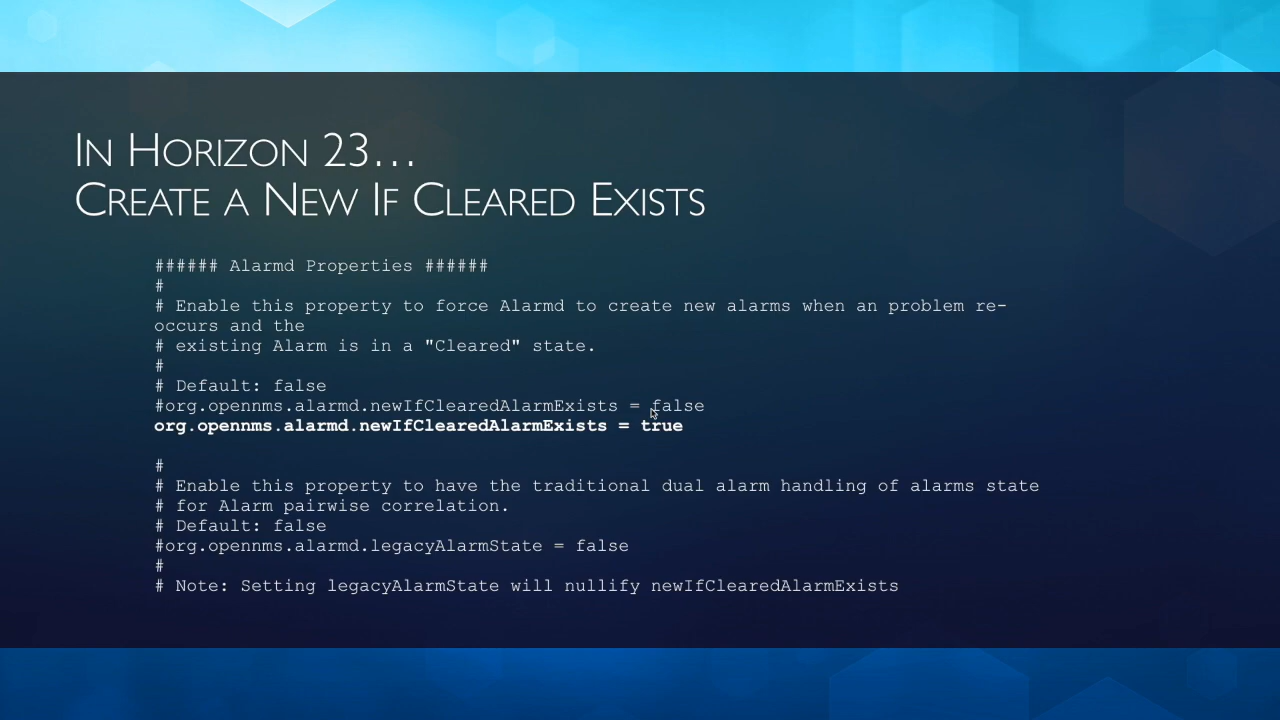 In Horizon 23…
Create a New If Cleared Exists
###### Alarmd Properties ######
#
# Enable this property to force Alarmd to create new alarms when an problem re-
occurs and the
# existing Alarm is in a "Cleared" state.
#
# Default: false
#org.opennms.alarmd.newIfClearedAlarmExists = false
org.opennms.alarmd.newIfClearedAlarmExists = true
#
# Enable this property to have the traditional dual alarm handling of alarms state
# for Alarm pairwise correlation.
# Default: false
#org.opennms.alarmd.legacyAlarmState = false
#
# Note: Setting legacyAlarmState will nullify newIfClearedAlarmExists